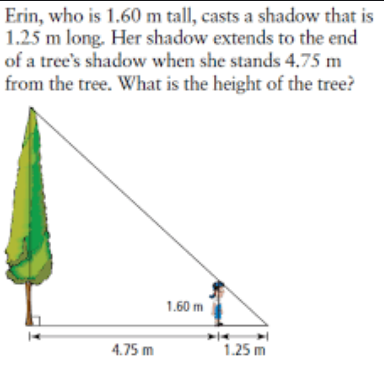 Erin, who is 1.60 m tall, casts a shadow that is
1.25 m long. Her shadow extends to the end
of a tree's shadow when she stands 4.75 m
from the tree. What is the height of the tree?
1.60 m
4.75 m
1.25 m